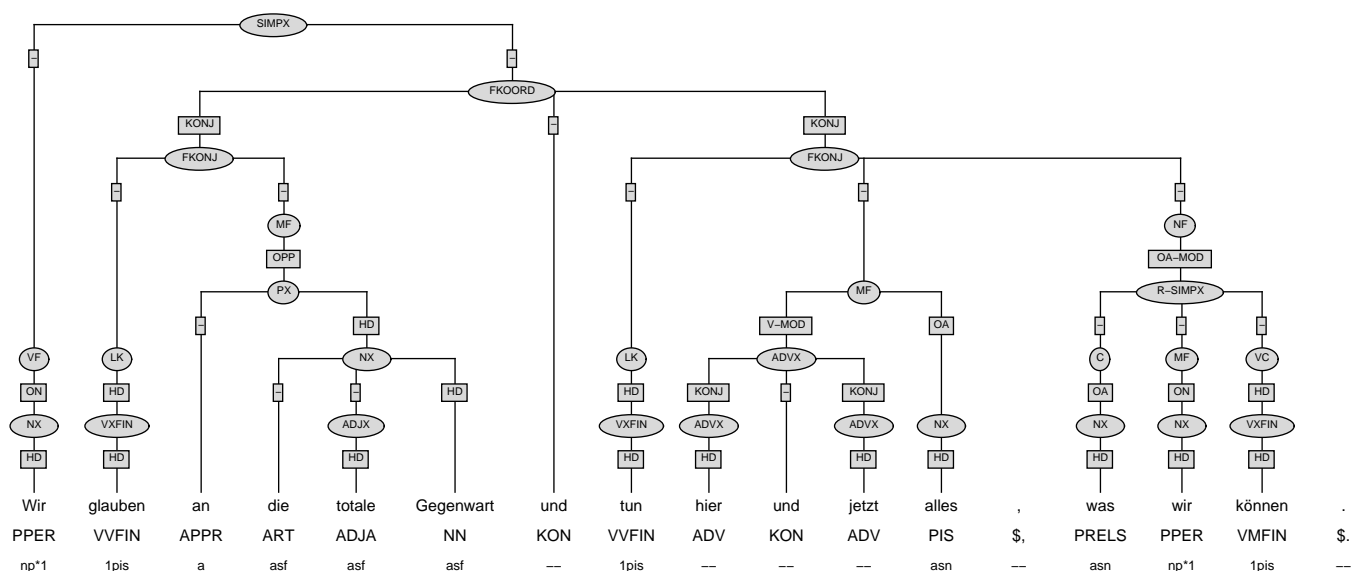 SIMPX
– –
FKOORD
KONJ – KONJ
FKONJ FKONJ
– – – – –
MF NF
OPP OA–MOD
PX MF R–SIMPX
– HD V–MOD OA – – –
VF LK NX LK ADVX C MF VC
ON HD – – HD HD KONJ – KONJ OA ON HD
NX VXFIN ADJX VXFIN ADVX ADVX NX NX NX VXFIN
HD HD HD HD HD HD HD HD HD HD
Wir glauben an die totale Gegenwart und tun hier und jetzt alles , was wir können .
PPER VVFIN APPR ART ADJA NN KON VVFIN ADV KON ADV PIS $, PRELS PPER VMFIN $.
np*1 1pis a asf asf asf –– 1pis –– –– –– asn –– asn np*1 1pis ––